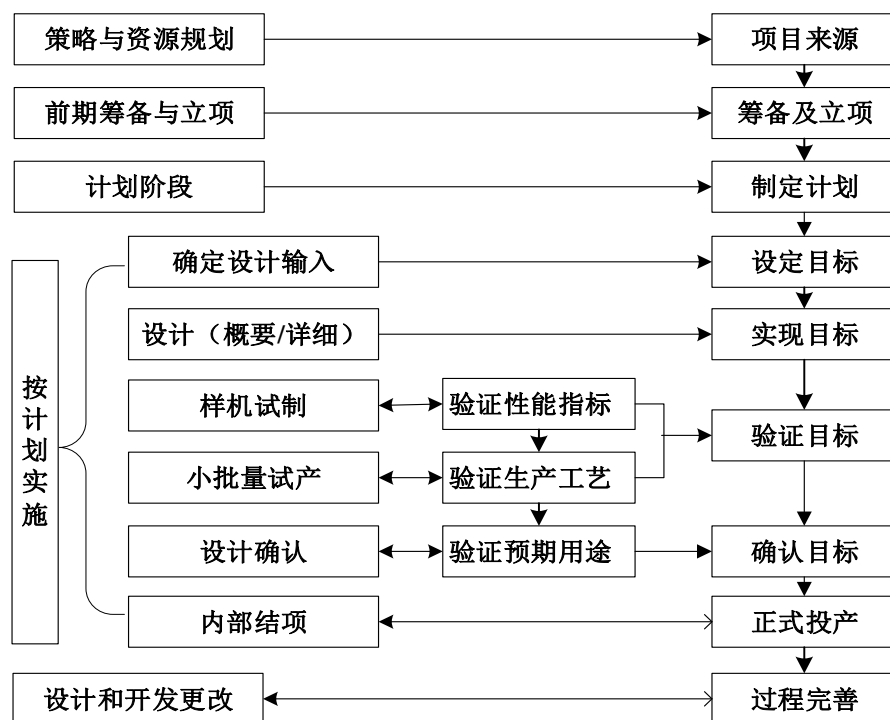 策略与资源规划
项目来源
前期筹备与立项
筹备及立项
计划阶段
制定计划
按计划实施
确定设计输入
设定目标
设计（概要/详细）
实现目标
样机试制
验证性能指标
验证目标
小批量试产
验证生产工艺
设计确认
验证预期用途
确认目标
内部结项
正式投产
设计和开发更改
过程完善